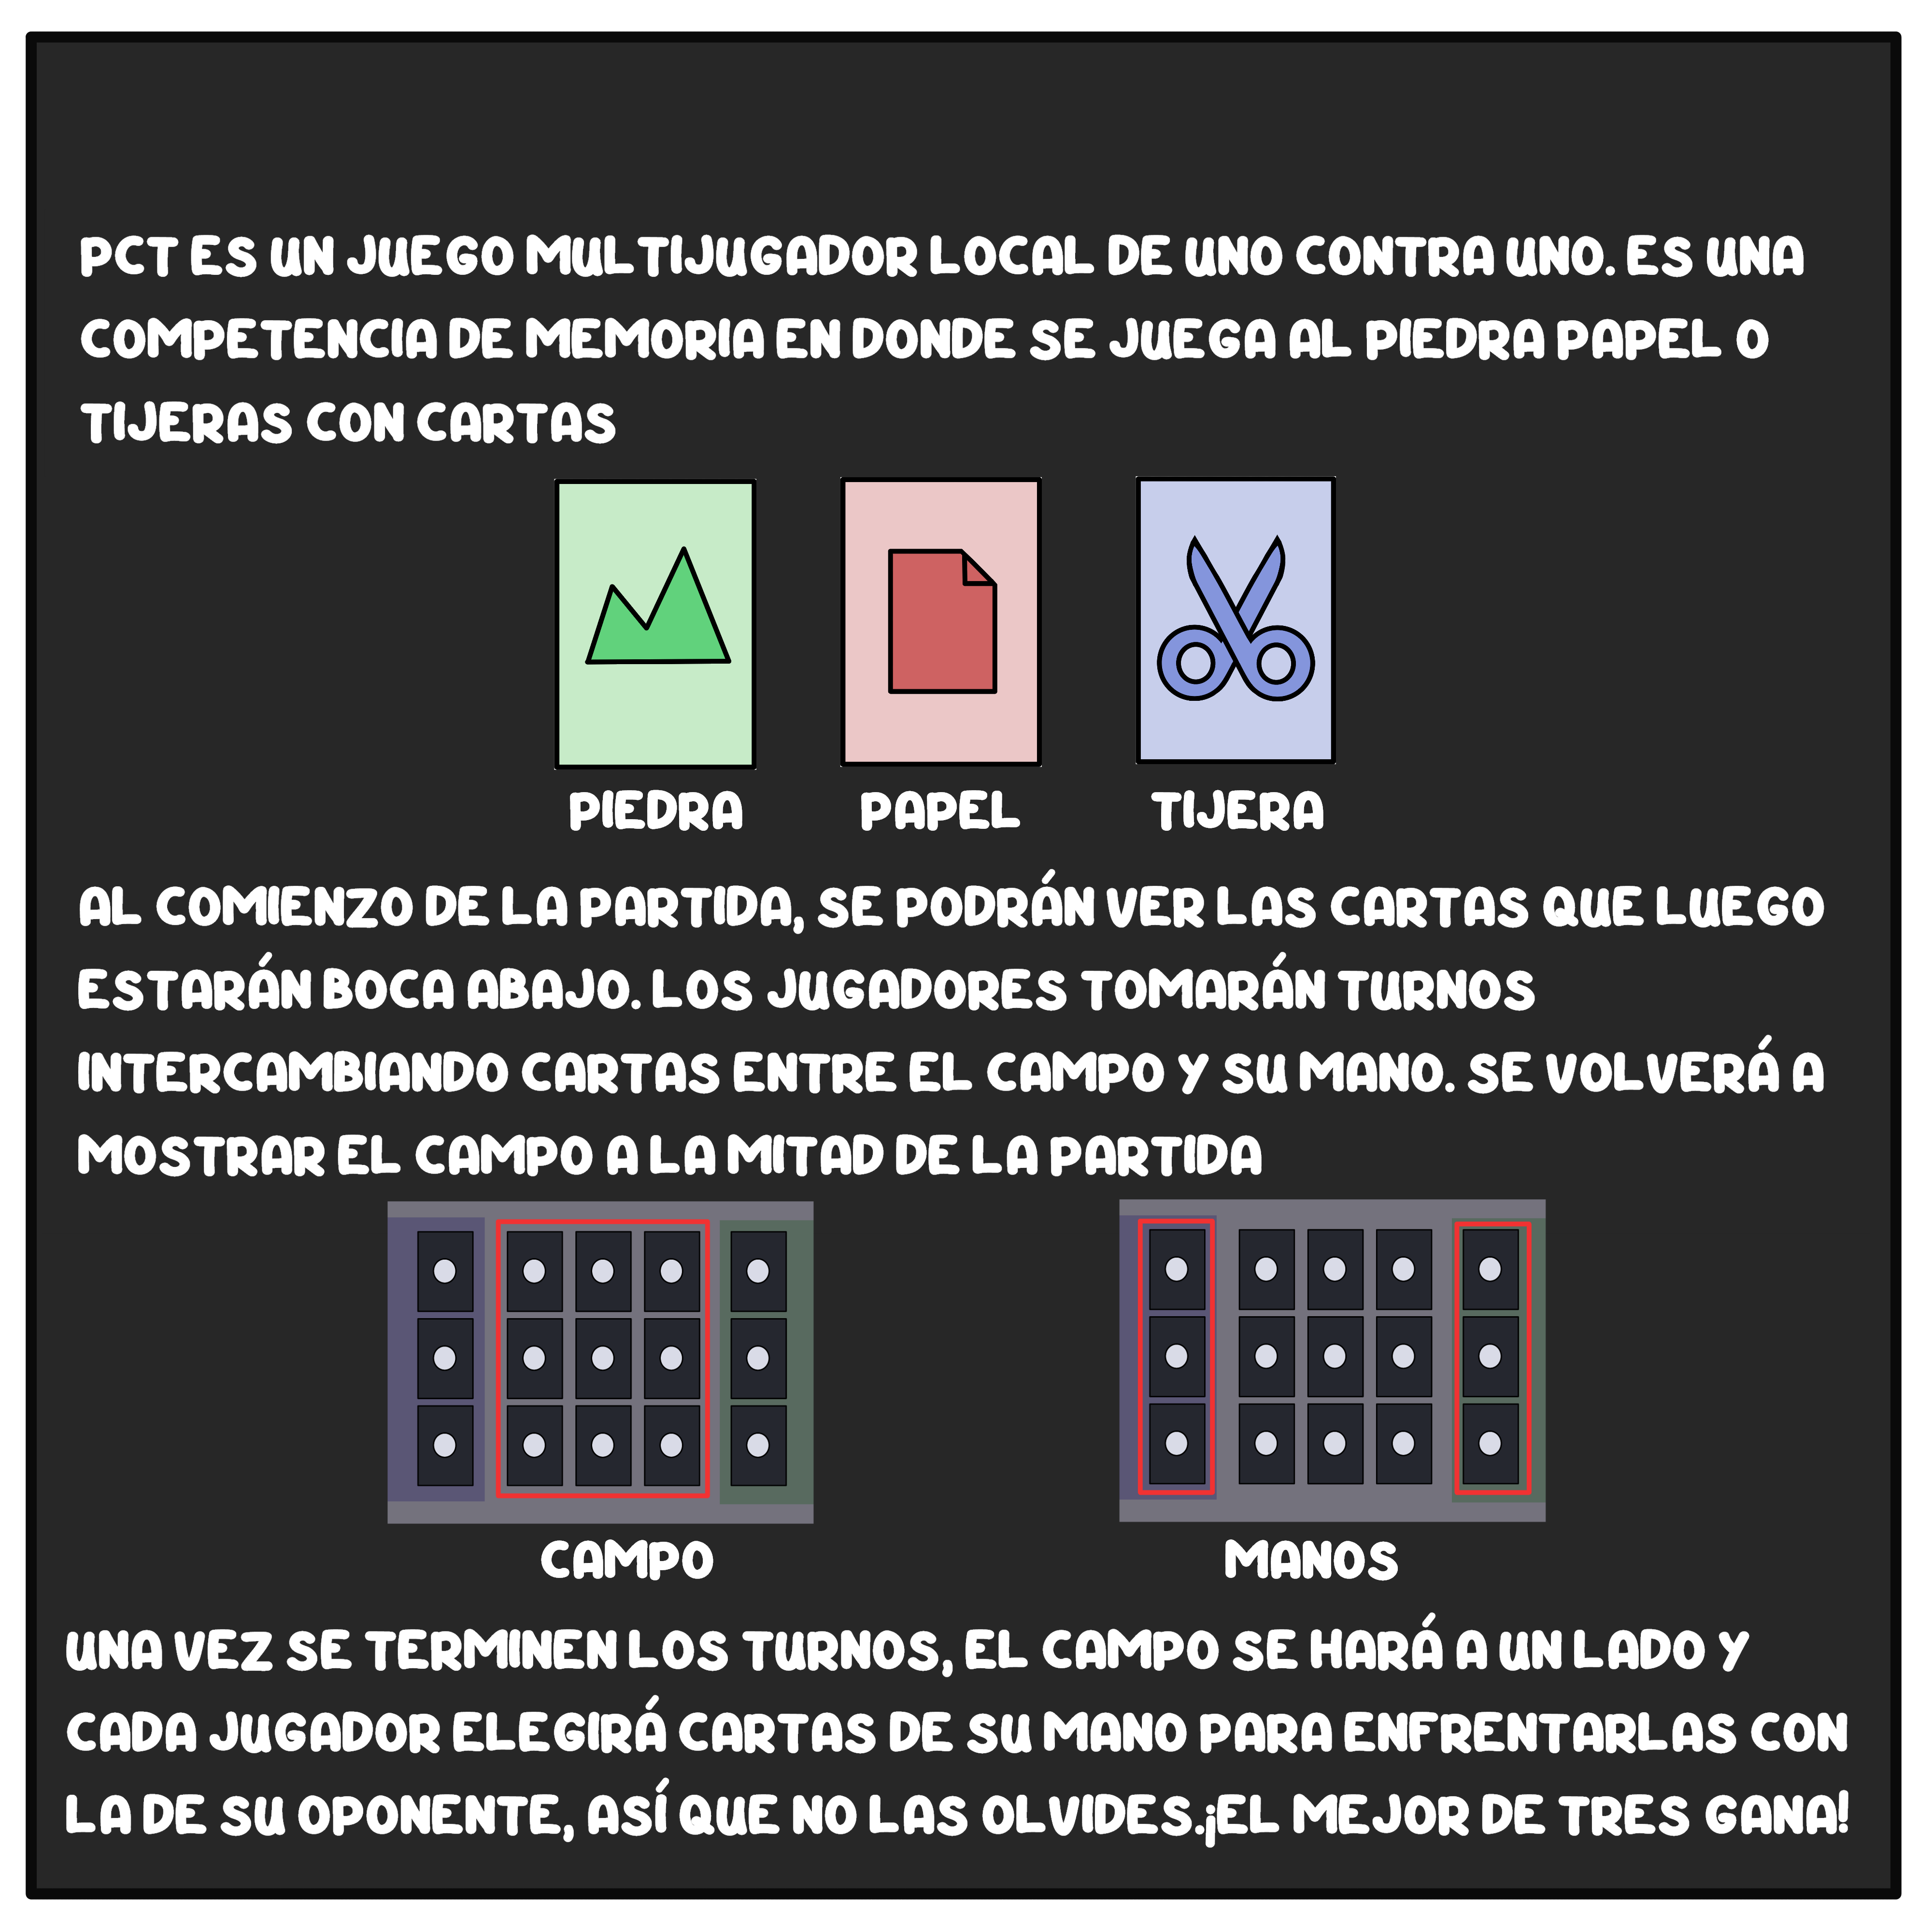 PCT ES UN JUEGO MULTIJUGADOR LOCAL DE UNO CONTRA UNO. ES UNA
COMPETENCIA DE MEMORIA EN DONDE SE JUEGA AL PIEDRA PAPEL O
TIJERAS CON CARTAS
PIEDRA
PAPEL
TIJERA
AL COMIENZO DE LA PARTIDA, SE PODRÁN VER LAS CARTAS QUE LUEGO
ESTARÁN BOCA ABAJO. LOS JUGADORES TOMARÁN TURNOS
INTERCAMBIANDO CARTAS ENTRE EL CAMPO Y SU MANO. SE VOLVERÁ A
MOSTRAR EL CAMPO A LA MITAD DE LA PARTIDA
CAMPO
MANOS
UNA VEZ SE TERMINEN LOS TURNOS, EL CAMPO SE HARÁ A UN LADO Y
CADA JUGADOR ELEGIRÁ CARTAS DE SU MANO PARA ENFRENTARLAS CON
LA DE SU OPONENTE, ASÍ QUE NO LAS OLVIDES.¡EL MEJOR DE TRES GANA!